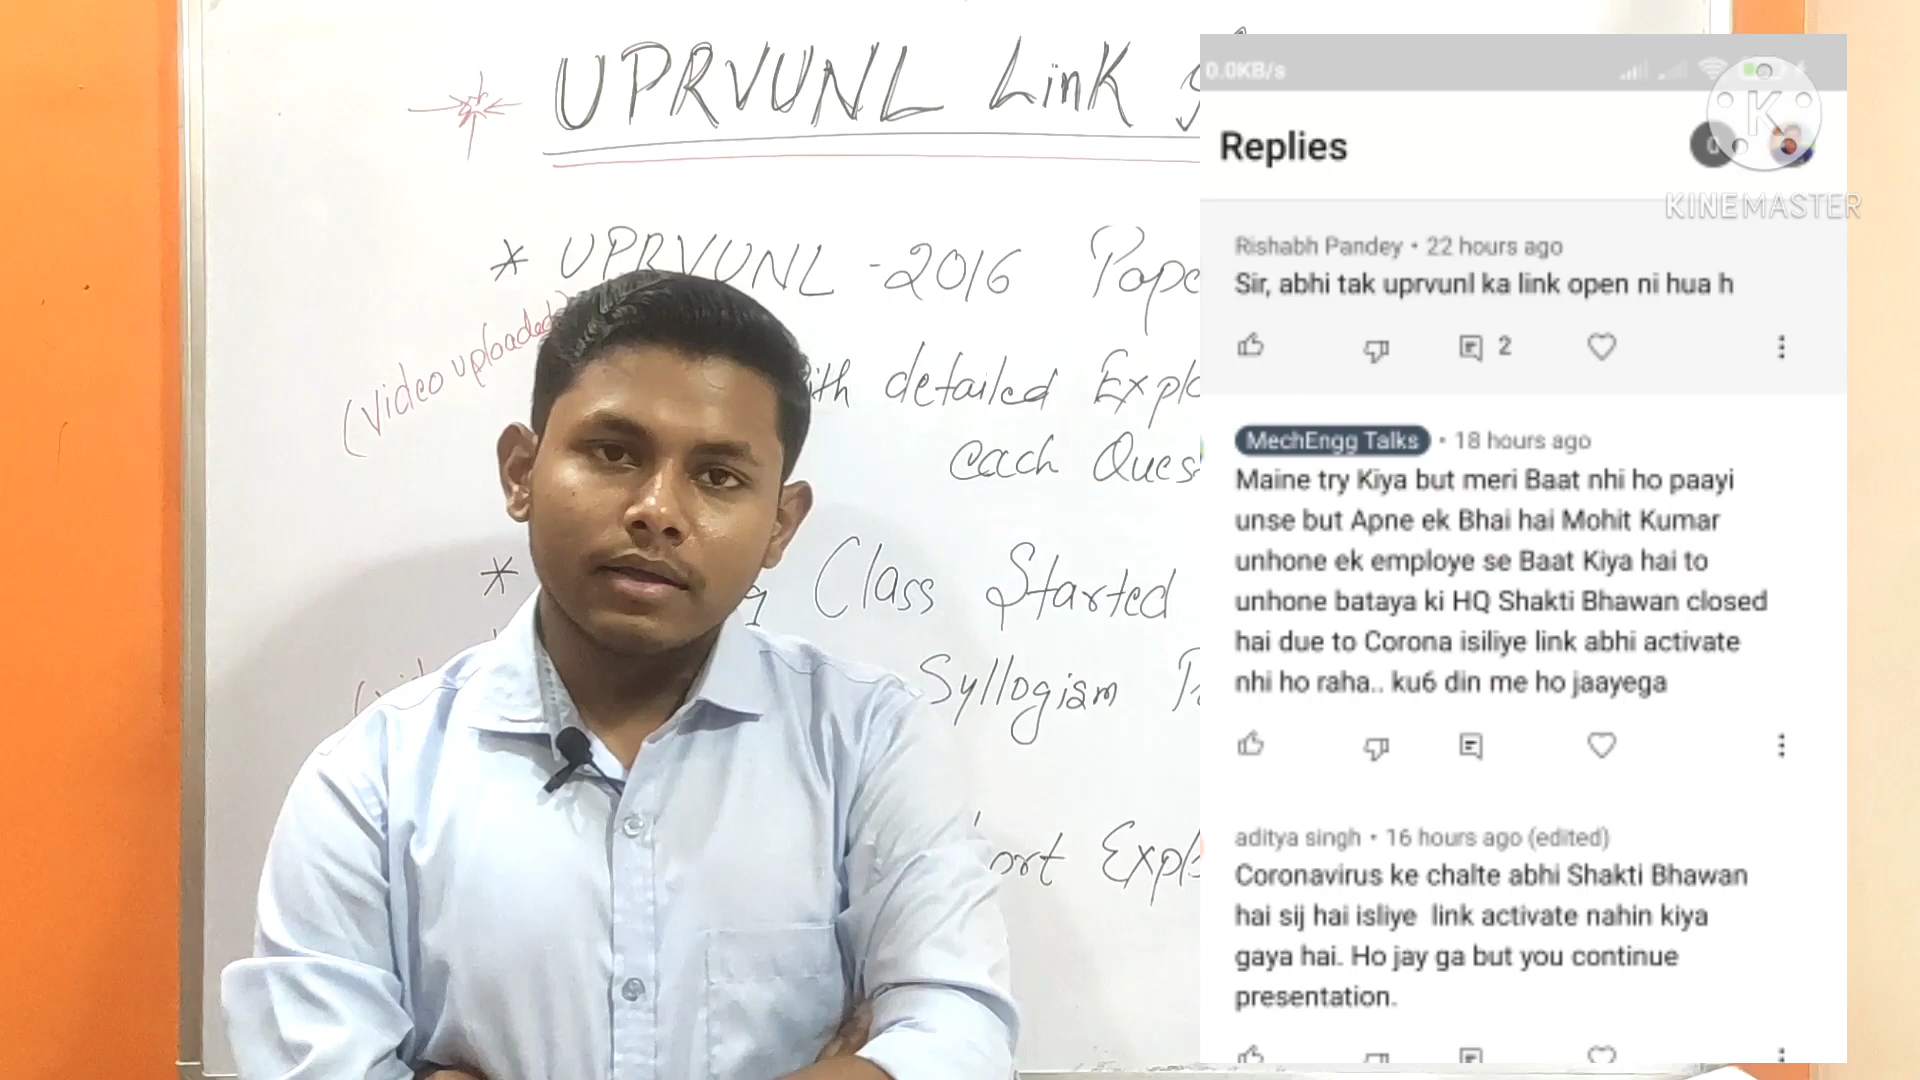 UPRVUNL Link
* UPRVUNL -2016
(Video uploaded)
ith detailed
each
* Class Started
Syllogism
ort
0.0KB/s
Replies
KINEMASTER
Rishabh Pandey • 22 hours ago
Sir, abhi tak uprvunl ka link open ni hua h
2
MechEngg Talks • 18 hours ago
Maine try Kiya but meri Baat nhi ho paayi
unse but Apne ek Bhai hai Mohit Kumar
unhone ek employe se Baat Kiya hai to
unhone bataya ki HQ Shakti Bhawan closed
hai due to Corona isiliye link abhi activate
nhi ho raha.. ku6 din me ho jaayega
aditya singh • 16 hours ago (edited)
Coronavirus ke chalte abhi Shakti Bhawan
hai sij hai isliye link activate nahin kiya
gaya hai. Ho jay ga but you continue
presentation.